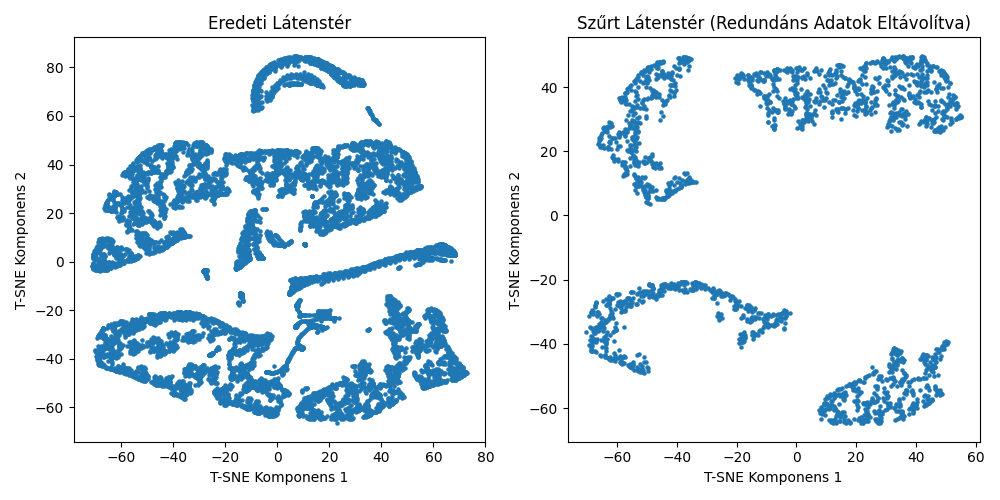 Eredeti Látenstér
80
60
40
20
0
−20
−40
−60
T-SNE Komponens 2
−60 −40 −20 0 20 40 60 80
T-SNE Komponens 1
Szűrt Látenstér (Redundáns Adatok Eltávolítva)
40
20
0
−20
−40
−60
T-SNE Komponens 2
−60 −40 −20 0 20 40 60
T-SNE Komponens 1